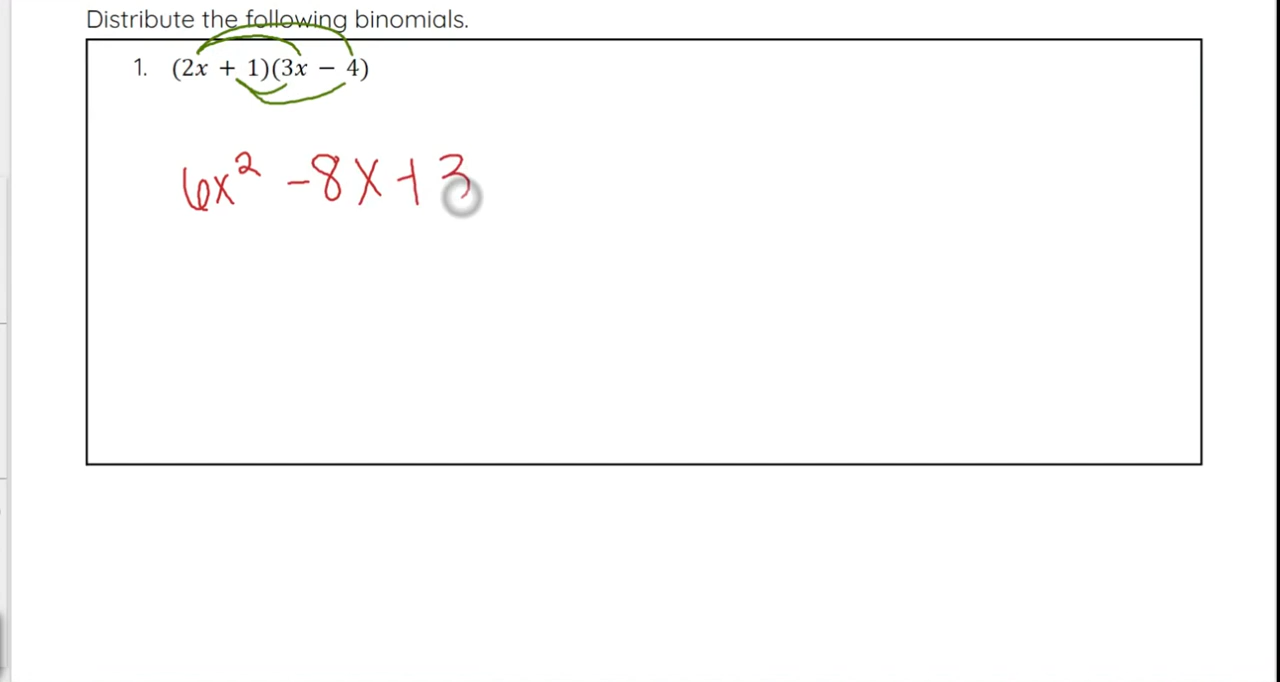 Distribute the following binomials.
1. (2x + 1)(3x − 4)
6x² -8x+3